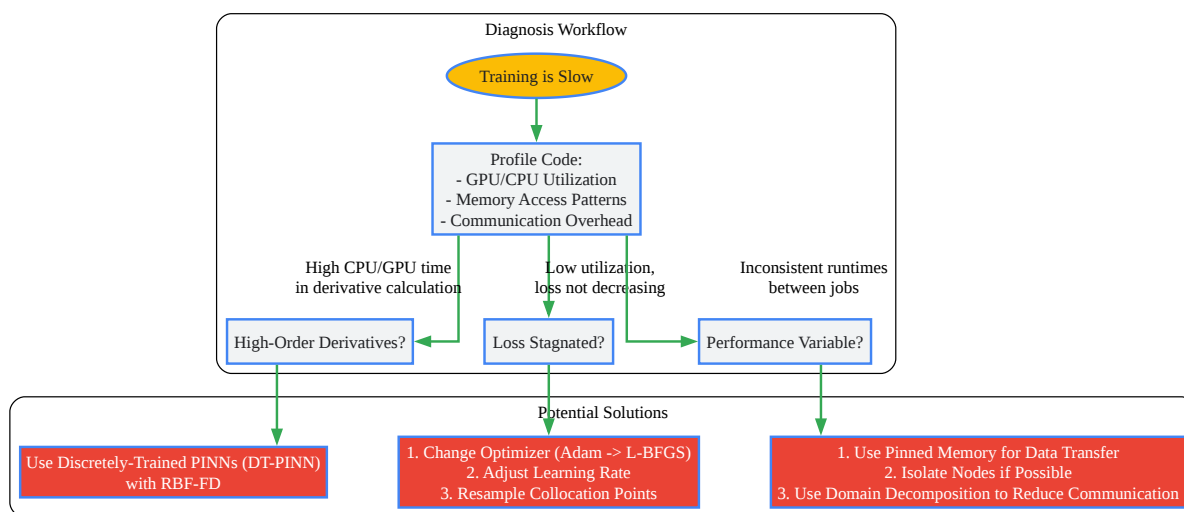 Diagnosis Workflow
Training is Slow
Profile Code:
- GPU/CPU Utilization
- Memory Access Patterns
- Communication Overhead
High CPU/GPU time
in derivative calculation
Low utilization,
loss not decreasing
Inconsistent runtimes
between jobs
High-Order Derivatives?
Loss Stagnated?
Performance Variable?
Potential Solutions
Use Discretely-Trained PINNs (DT-PINN)
with RBF-FD
1. Change Optimizer (Adam -> L-BFGS)
2. Adjust Learning Rate
3. Resample Collocation Points
1. Use Pinned Memory for Data Transfer
2. Isolate Nodes if Possible
3. Use Domain Decomposition to Reduce Communication